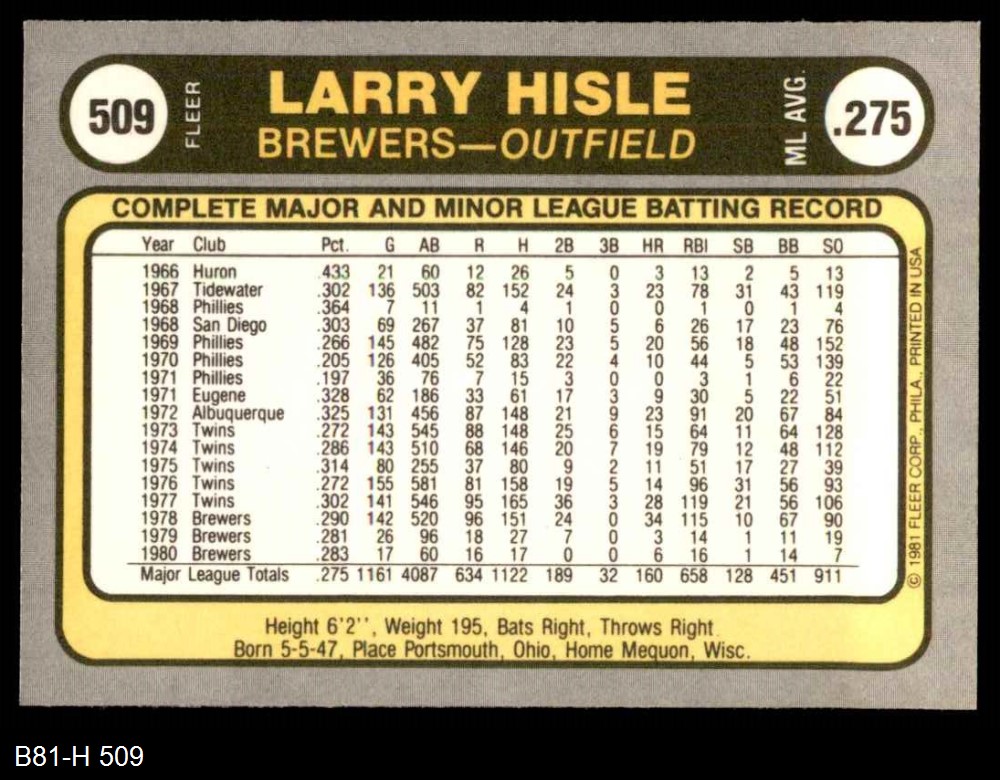 509 FLEER LARRY HISLE ML AVG. .275
BREWERS—OUTFIELD
COMPLETE MAJOR AND MINOR LEAGUE BATTING RECORD
Year Club Pct. G AB R H 2B 3B HR RBI SB BB SO
1966 Huron .433 21 60 12 26 5 0 3 13 2 5 13
1967 Tidewater .302 136 503 82 152 24 3 23 78 31 43 119
1968 Phillies .364 7 11 1 4 1 0 0 1 0 1 4
1968 San Diego .303 69 267 37 81 10 5 6 26 17 23 76
1969 Phillies .266 145 482 75 128 23 5 20 56 18 48 152
1970 Phillies .205 126 405 52 83 22 4 10 44 5 53 139
1971 Phillies .197 36 76 7 15 3 0 0 3 1 6 22
1971 Eugene .328 62 186 33 61 17 3 9 30 5 22 51
1972 Albuquerque .325 131 456 87 148 21 9 23 91 20 67 84
1973 Twins .272 143 545 88 148 25 6 15 64 11 64 128
1974 Twins .286 143 510 68 146 20 7 19 79 12 48 112
1975 Twins .314 80 255 37 80 9 2 11 51 17 27 39
1976 Twins .272 155 581 81 158 19 5 14 96 31 56 93
1977 Twins .302 141 546 95 165 36 3 28 119 21 56 106
1978 Brewers .290 142 520 96 151 24 0 34 115 10 67 90
1979 Brewers .281 26 96 18 27 7 0 3 14 1 11 19
1980 Brewers .283 17 60 16 17 0 0 6 16 1 14 7
Major League Totals .275 1161 4087 634 1122 189 32 160 658 128 451 911
© 1981 FLEER CORP., PHILA., PRINTED IN USA
Height 6'2'', Weight 195, Bats Right, Throws Right
Born 5-5-47, Place Portsmouth, Ohio, Home Mequon, Wisc.
B81-H 509